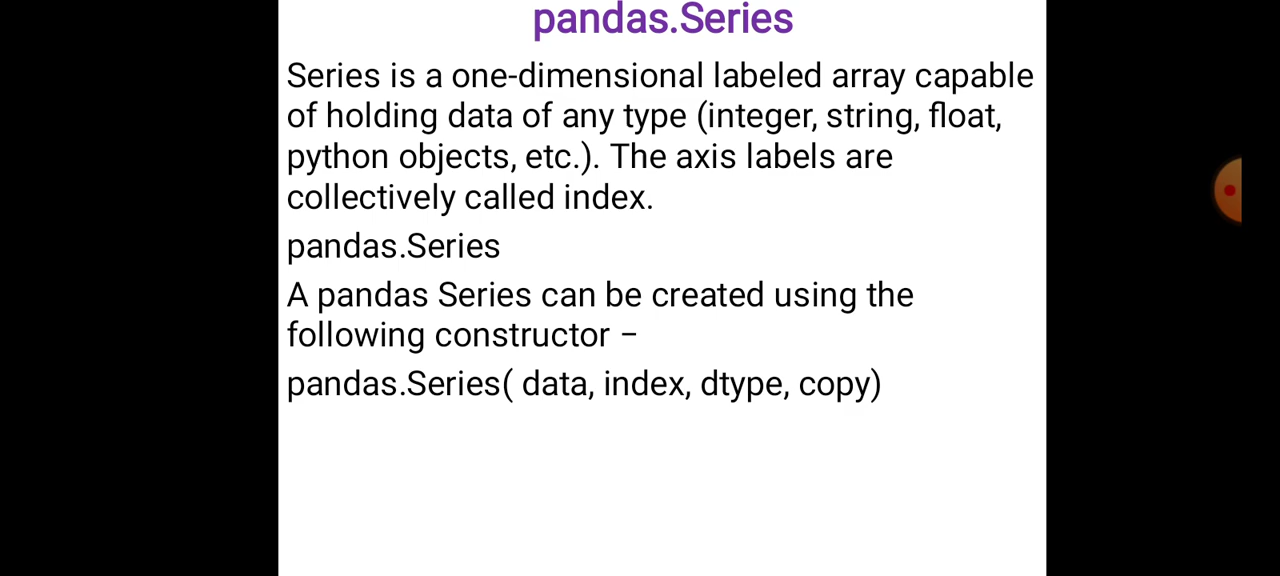 pandas.Series
Series is a one-dimensional labeled array capable
of holding data of any type (integer, string, float,
python objects, etc.). The axis labels are
collectively called index.
pandas.Series
A pandas Series can be created using the
following constructor −
pandas.Series( data, index, dtype, copy)